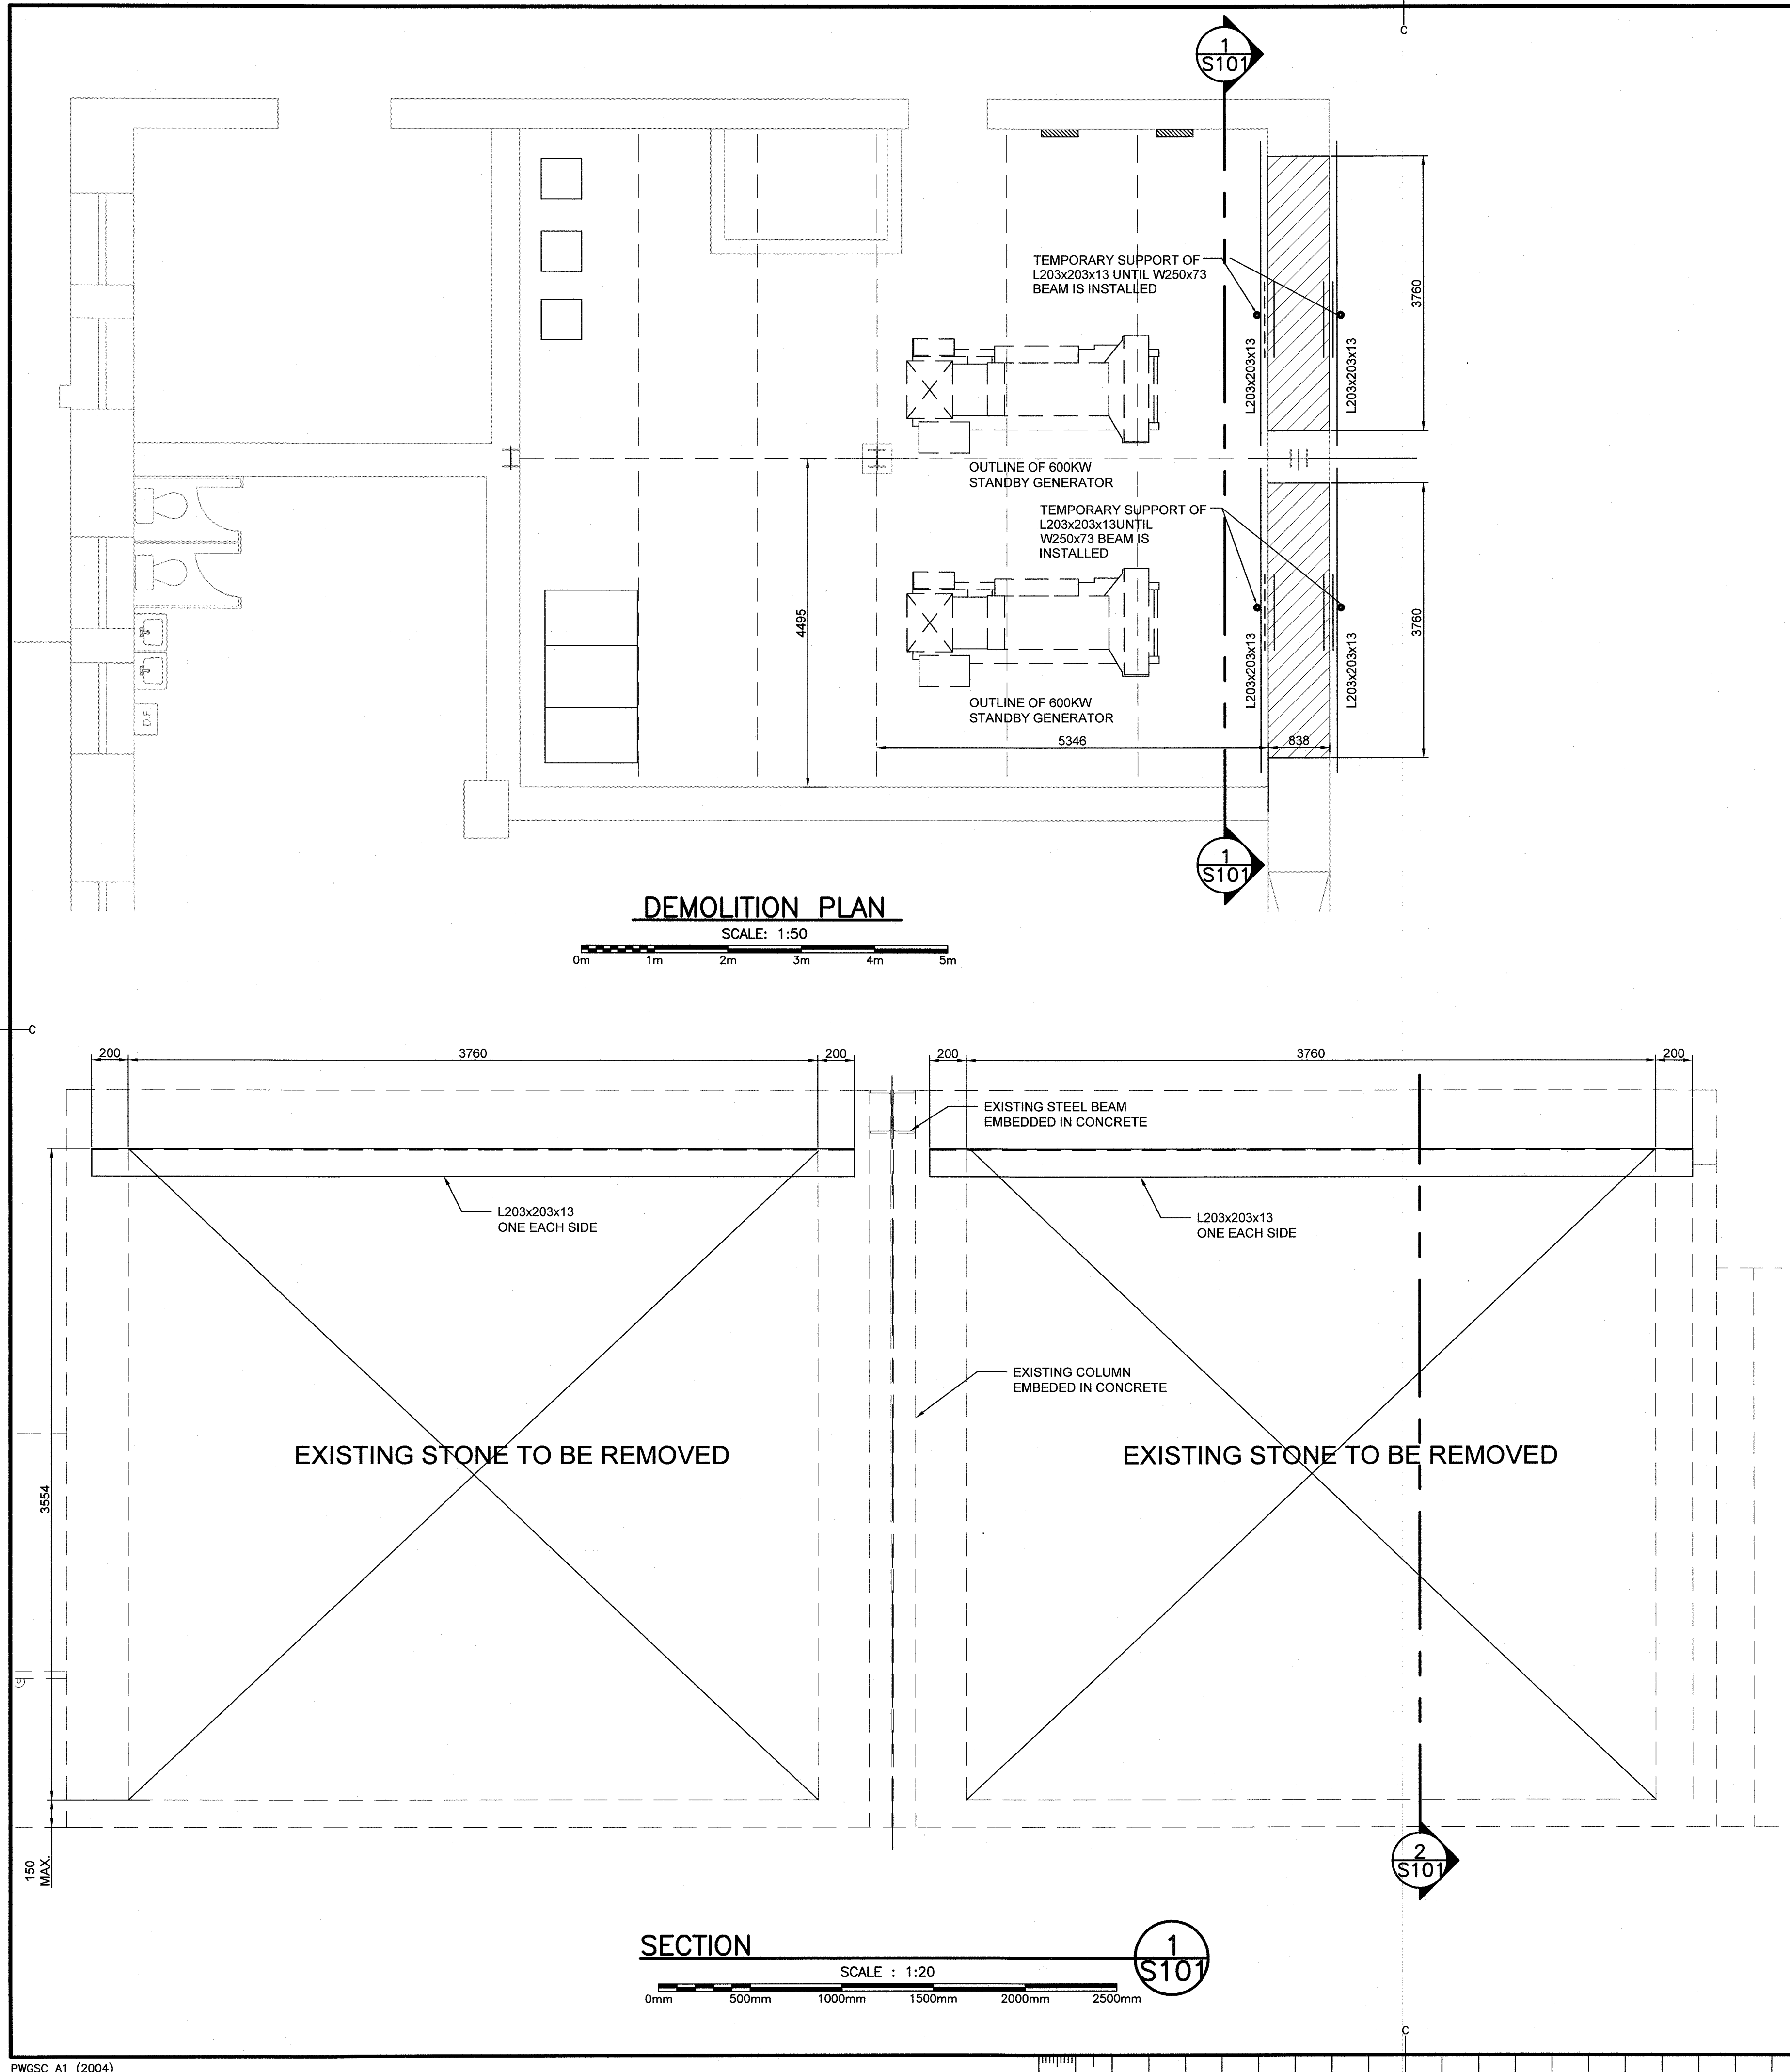 C
1
S101
TEMPORARY SUPPORT OF
L203x203x13 UNTIL W250x73
BEAM IS INSTALLED
3760
L203x203x13
L203x203x13
OUTLINE OF 600KW
STANDBY GENERATOR
TEMPORARY SUPPORT OF
L203x203x13UNTIL
W250x73 BEAM IS
INSTALLED
4495
3760
L203x203x13
L203x203x13
D.F
OUTLINE OF 600KW
STANDBY GENERATOR
5346
838
1
S101
DEMOLITION PLAN
SCALE: 1:50
0m 1m 2m 3m 4m 5m
C
200 3760 200 200 3760 200
EXISTING STEEL BEAM
EMBEDDED IN CONCRETE
L203x203x13
ONE EACH SIDE
L203x203x13
ONE EACH SIDE
EXISTING COLUMN
EMBEDED IN CONCRETE
EXISTING STONE TO BE REMOVED
EXISTING STONE TO BE REMOVED
3554
150
MAX.
2
S101
SECTION
1
S101
SCALE : 1:20
0mm 500mm 1000mm 1500mm 2000mm 2500mm
C
PWGSC A1 (2004)